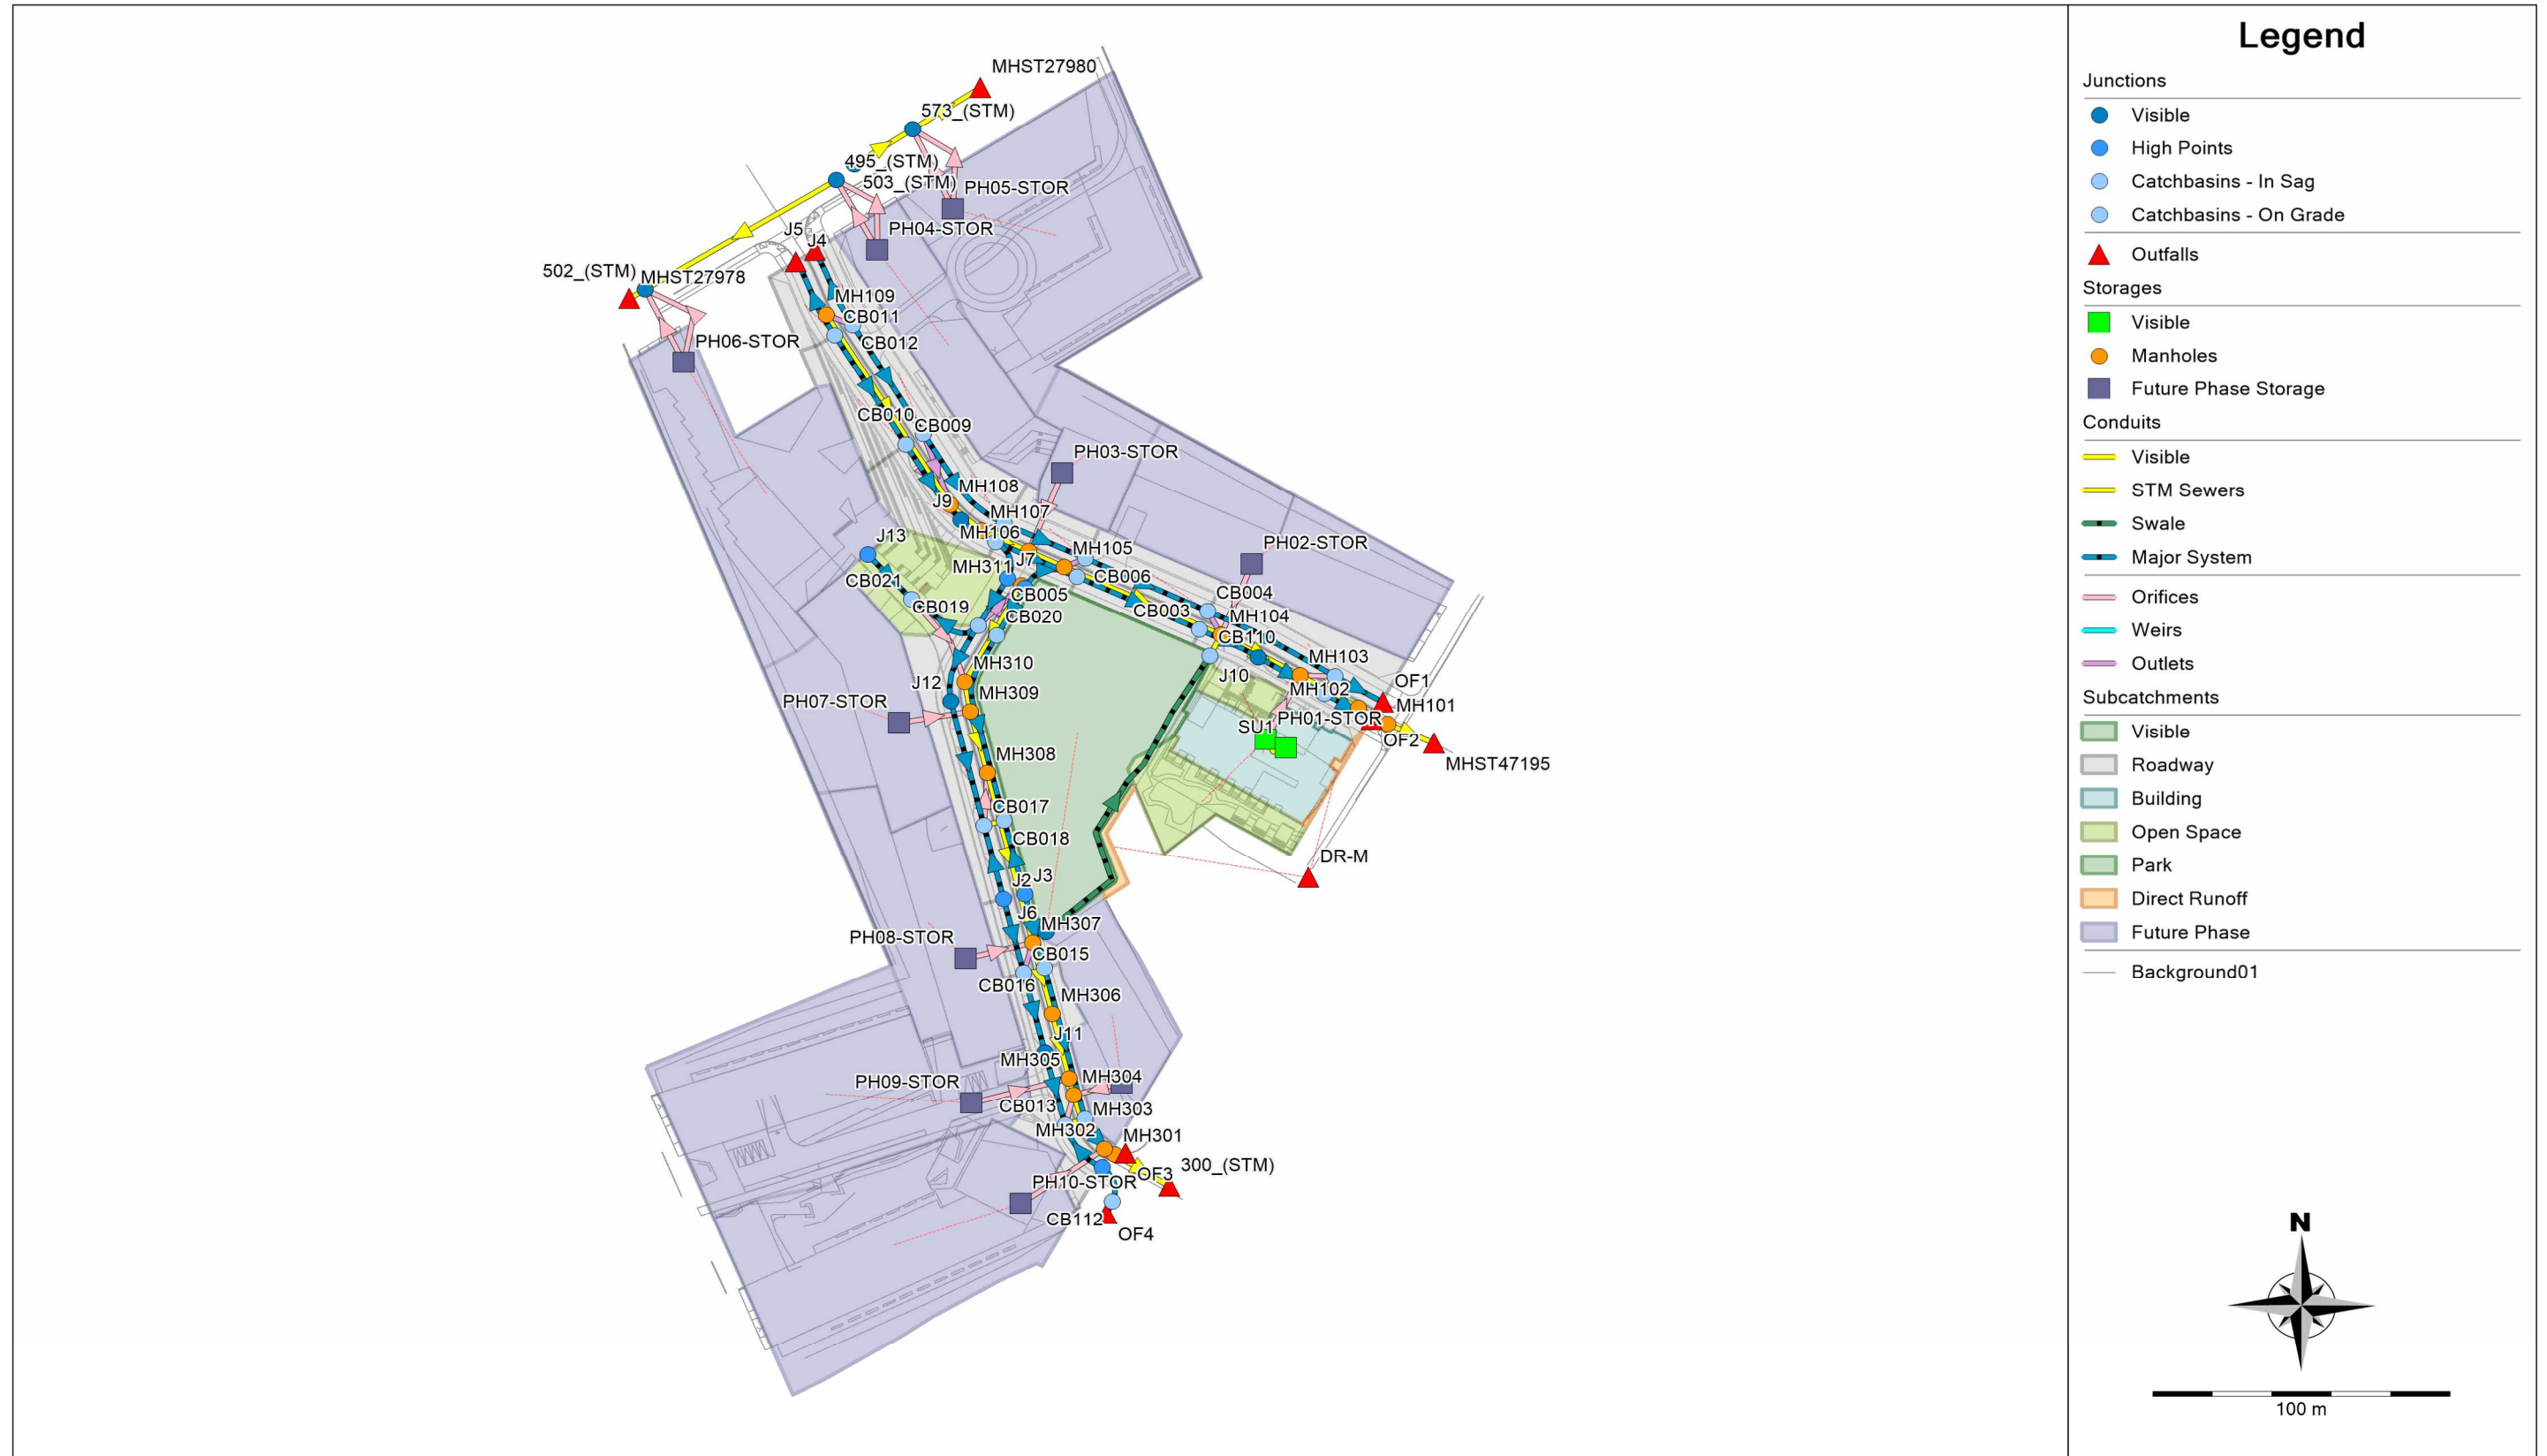 MHST27980
573_(STM)
495_(STM)
503_(STM)
PH05-STOR
PH04-STOR
J5
J4
502_(STM)
MHST27978
MH109
CB011
PH06-STOR
CB012
CB010
CB009
PH03-STOR
MH108
J9
MH107
MH106
J13
MH105
PH02-STOR
J7
MH311
CB006
CB021
CB005
CB004
CB019
CB003
CB020
MH104
CB110
MH310
MH103
J12
MH309
J10
MH102
OF1
PH07-STOR
MH101
PH01-STOR
SU1
OF2
MH308
MHST47195
CB017
CB018
DR-M
J2
J3
J6
MH307
PH08-STOR
CB015
CB016
MH306
J11
MH305
MH304
PH09-STOR
CB013
MH303
MH302
MH301
300_(STM)
OF3
PH10-STOR
CB112
OF4
Legend
Junctions
Visible
High Points
Catchbasins - In Sag
Catchbasins - On Grade
Outfalls
Storages
Visible
Manholes
Future Phase Storage
Conduits
Visible
STM Sewers
Swale
Major System
Orifices
Weirs
Outlets
Subcatchments
Visible
Roadway
Building
Open Space
Park
Direct Runoff
Future Phase
Background01
N
100 m